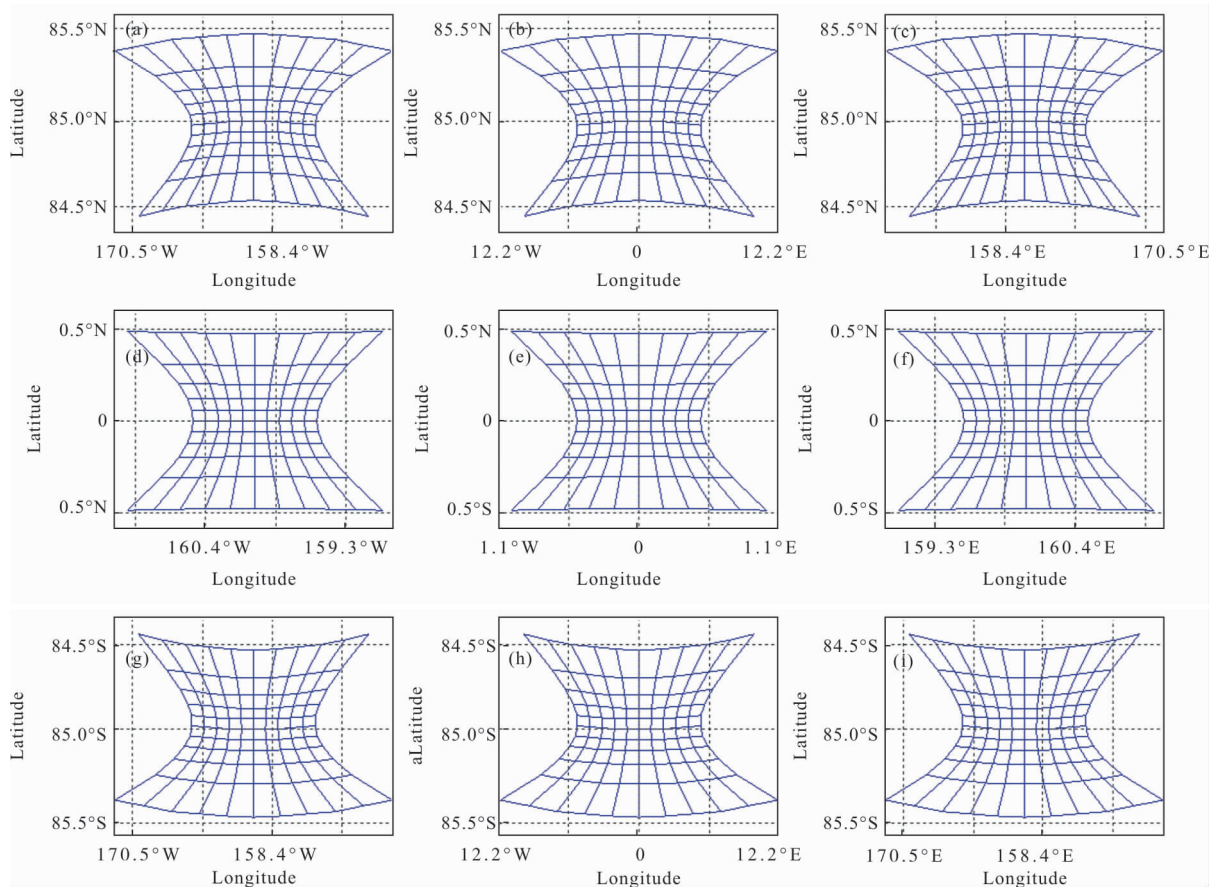 (a) (b) (c)
85.5°N 85.5°N 85.5°N
Latitude Latitude Latitude
85.0°N 85.0°N 85.0°N
84.5°N 84.5°N 84.5°N
170.5°W 158.4°W 12.2°W 0 12.2°E 158.4°E 170.5°E
Longitude Longitude Longitude
0.5°N 0.5°N 0.5°N
(d) (e) (f)
Latitude Latitude Latitude
0 0 0
0.5°N 0.5°S 0.5°S
160.4°W 159.3°W 1.1°W 0 1.1°E 159.3°E 160.4°E
Longitude Longitude Longitude
84.5°S 84.5°S 84.5°S
(g) (h) (i)
Latitude aLatitude Latitude
85.0°S 85.0°S 85.0°S
85.5°S 85.5°S 85.5°S
170.5°W 158.4°W 12.2°W 0 12.2°E 170.5°E 158.4°E
Longitude Longitude Longitude